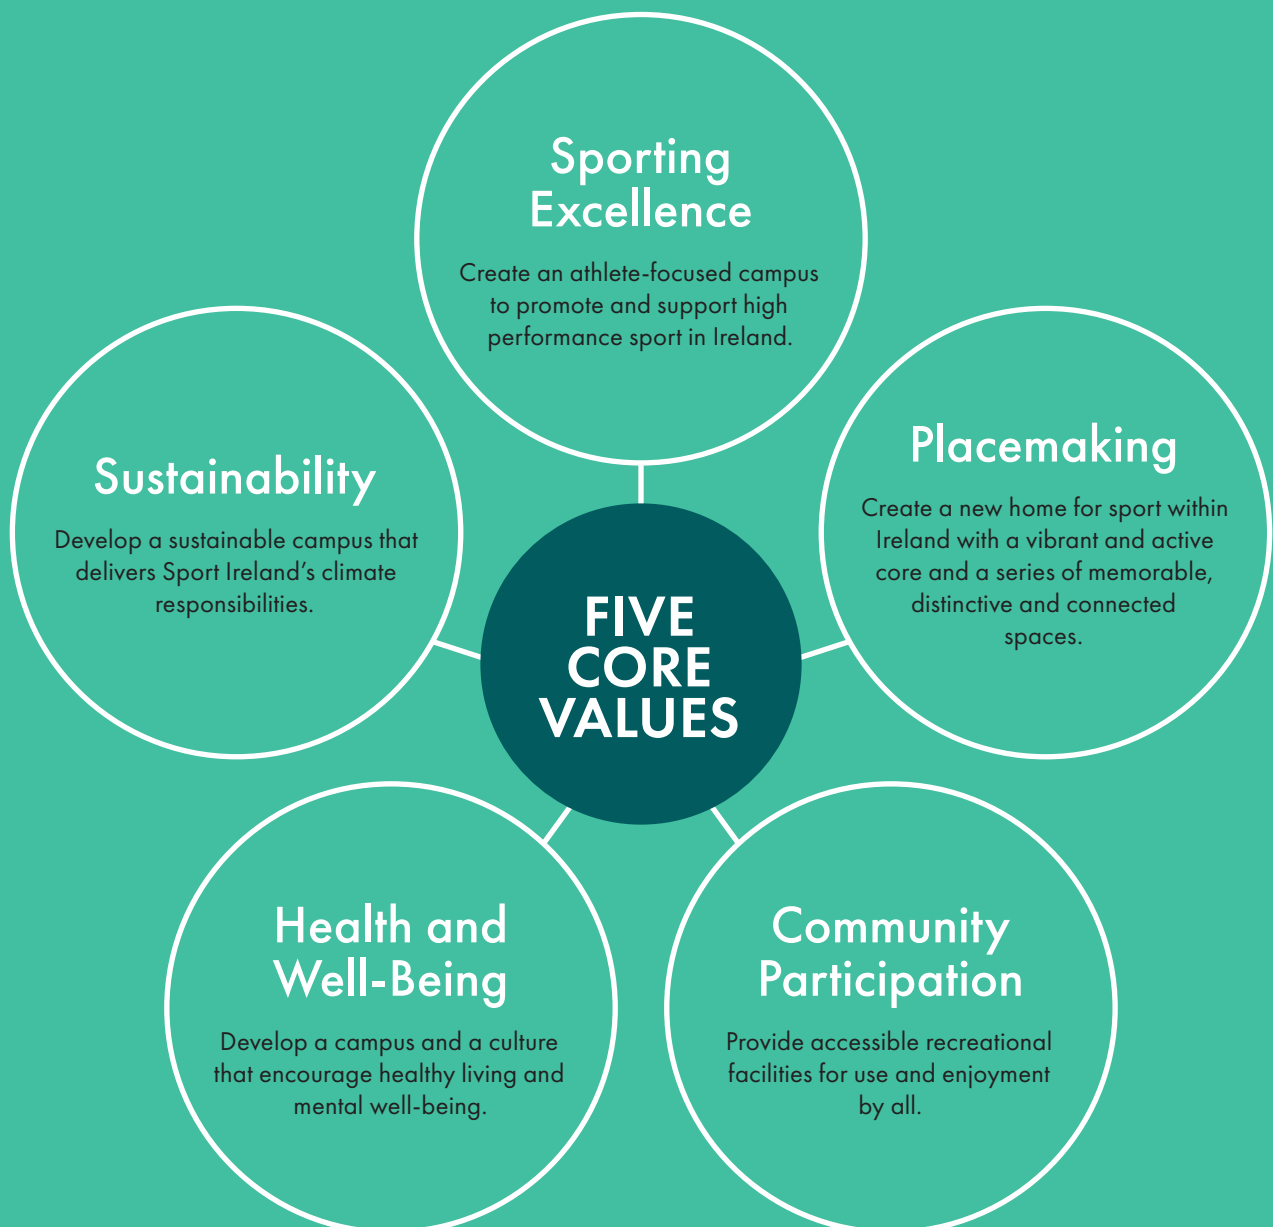 Sporting
Excellence
Create an athlete-focused campus
to promote and support high
performance sport in Ireland.
Placemaking
Create a new home for sport within
Ireland with a vibrant and active
core and a series of memorable,
distinctive and connected
spaces.
Sustainability
Develop a sustainable campus that
delivers Sport Ireland’s climate
responsibilities.
FIVE
CORE
VALUES
Health and
Well-Being
Develop a campus and a culture
that encourage healthy living and
mental well-being.
Community
Participation
Provide accessible recreational
facilities for use and enjoyment
by all.